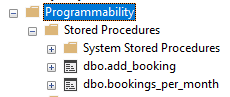 Programmability
Stored Procedures
System Stored Procedures
dbo.add_booking
dbo.bookings_per_month